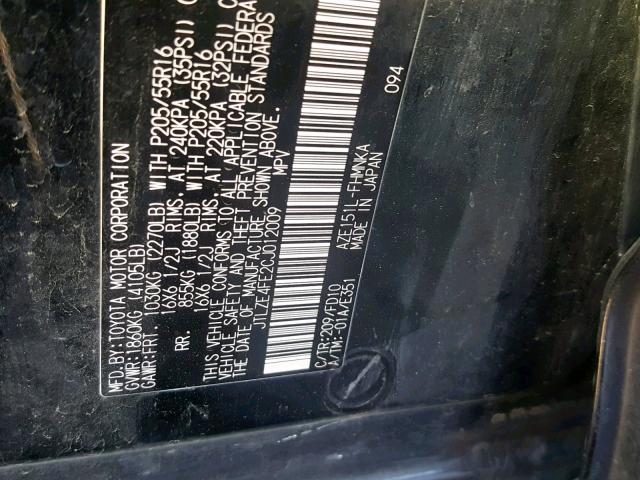 MFD.BY:TOYOTA MOTOR CORPORATION
GVWR:1860KG (4105LB)
GAWR:FRT. 1030KG (2270LB) WITH P205/55R16
16X6 1/2J RIMS, AT 240KPA (35PSI) C
RR. 855KG (1880LB) WITH P205/55R16
16X6 1/2J RIMS, AT 220KPA (32PSI) C
THIS VEHICLE CONFORMS TO ALL APPLICABLE FEDERA
VEHICLE SAFETY AND THEFT PREVENTION STANDARDS
THE DATE OF MANUFACTURE SHOWN ABOVE.
JTLZE4FE2CJ012009 MPV
C/TR:209/FD10 AZE151L-FHMNKA
A/TM:-01A/E351 MADE IN JAPAN
094